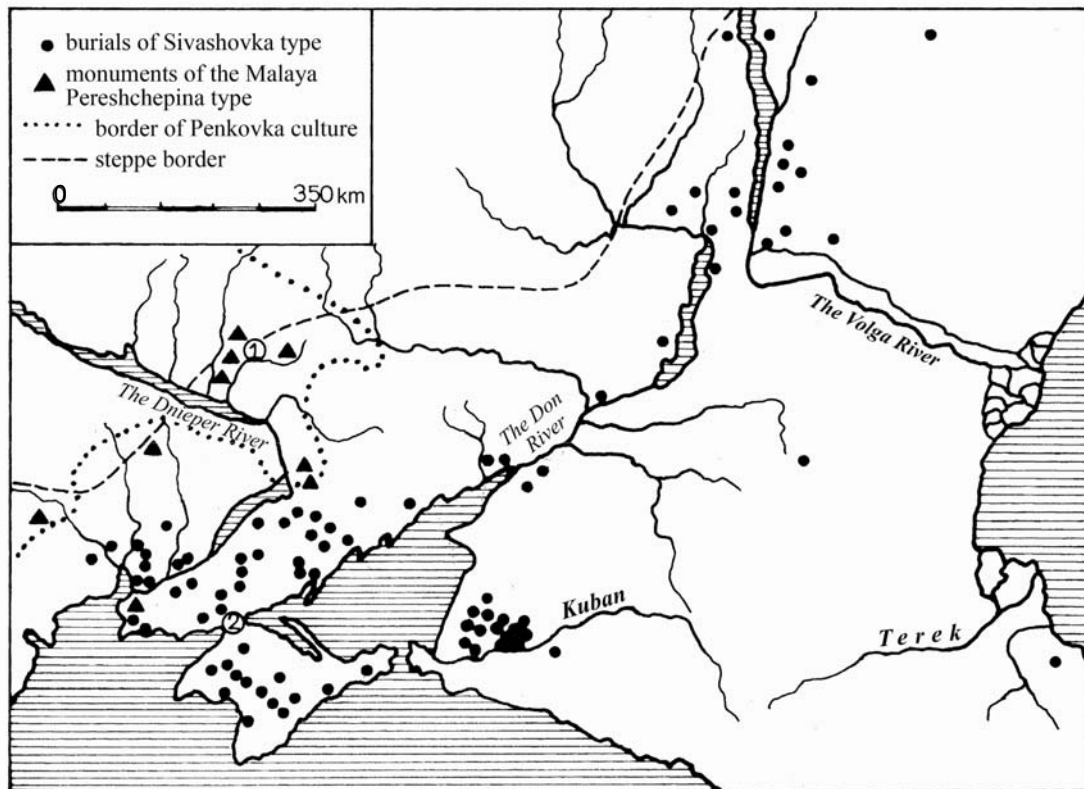 burials of Sivashovka type
monuments of the Malaya
Pereshchepina type
border of Penkovka culture
steppe border
0 350 km
1
The Volga River
The Dnieper River
The Don
River
2
Kuban
Terek